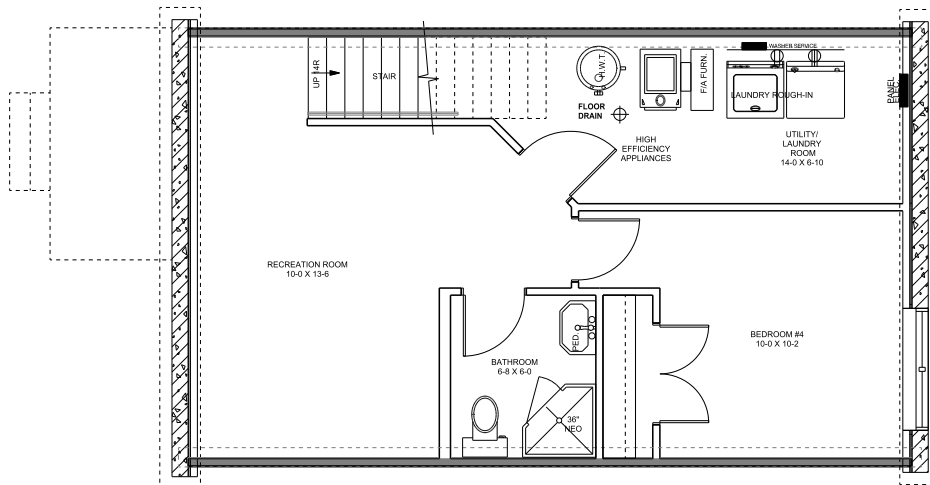 UP 14R
STAIR
H.W.T.
FLOOR
DRAIN
HIGH
EFFICIENCY
APPLIANCES
F/A FURN.
WASHER SERVICE
LAUNDRY ROUGH-IN
UTILITY/
LAUNDRY
ROOM
14-0 X 6-10
ELEC.
PANEL
RECREATION ROOM
10-0 X 13-6
BATHROOM
6-8 X 6-0
PED.
36"
NEO
BEDROOM #4
10-0 X 10-2